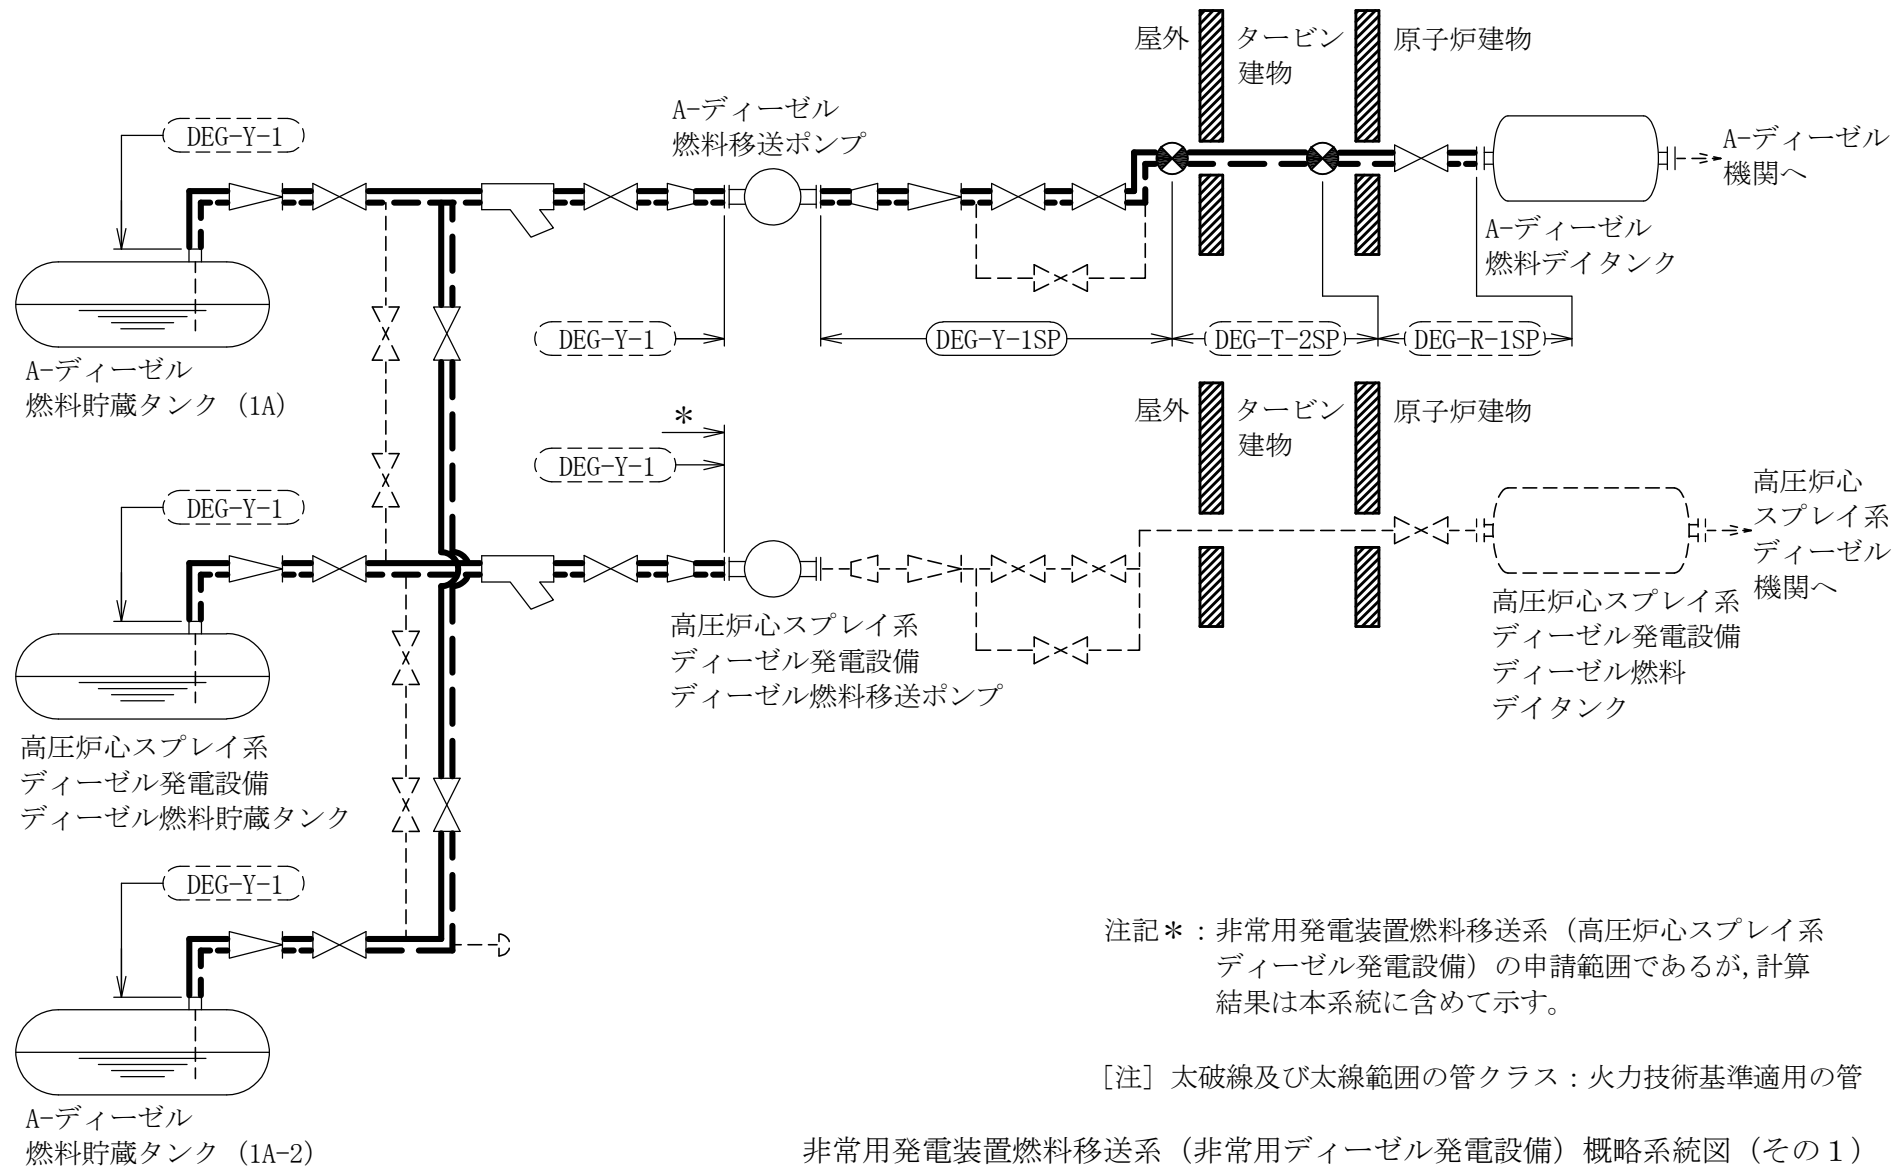 屋外
タービン
建物
原子炉建物
DEG-Y-1
A-ディーゼル
燃料移送ポンプ
A-ディーゼル
機関へ
A-ディーゼル
燃料デイタンク
DEG-Y-1
DEG-Y-1SP
DEG-T-2SP
DEG-R-1SP
A-ディーゼル
燃料貯蔵タンク (1A)
*
屋外
タービン
建物
原子炉建物
DEG-Y-1
DEG-Y-1
高圧炉心
スプレイ系
ディーゼル
機関へ
高圧炉心スプレイ系
ディーゼル発電設備
ディーゼル燃料移送ポンプ
高圧炉心スプレイ系
ディーゼル発電設備
ディーゼル燃料
デイタンク
高圧炉心スプレイ系
ディーゼル発電設備
ディーゼル燃料貯蔵タンク
DEG-Y-1
A-ディーゼル
燃料貯蔵タンク (1A-2)
注記*:非常用発電装置燃料移送系(高圧炉心スプレイ系
ディーゼル発電設備)の申請範囲であるが,計算
結果は本系統に含めて示す。
[注] 太破線及び太線範囲の管クラス:火力技術基準適用の管
非常用発電装置燃料移送系(非常用ディーゼル発電設備)概略系統図(その1)